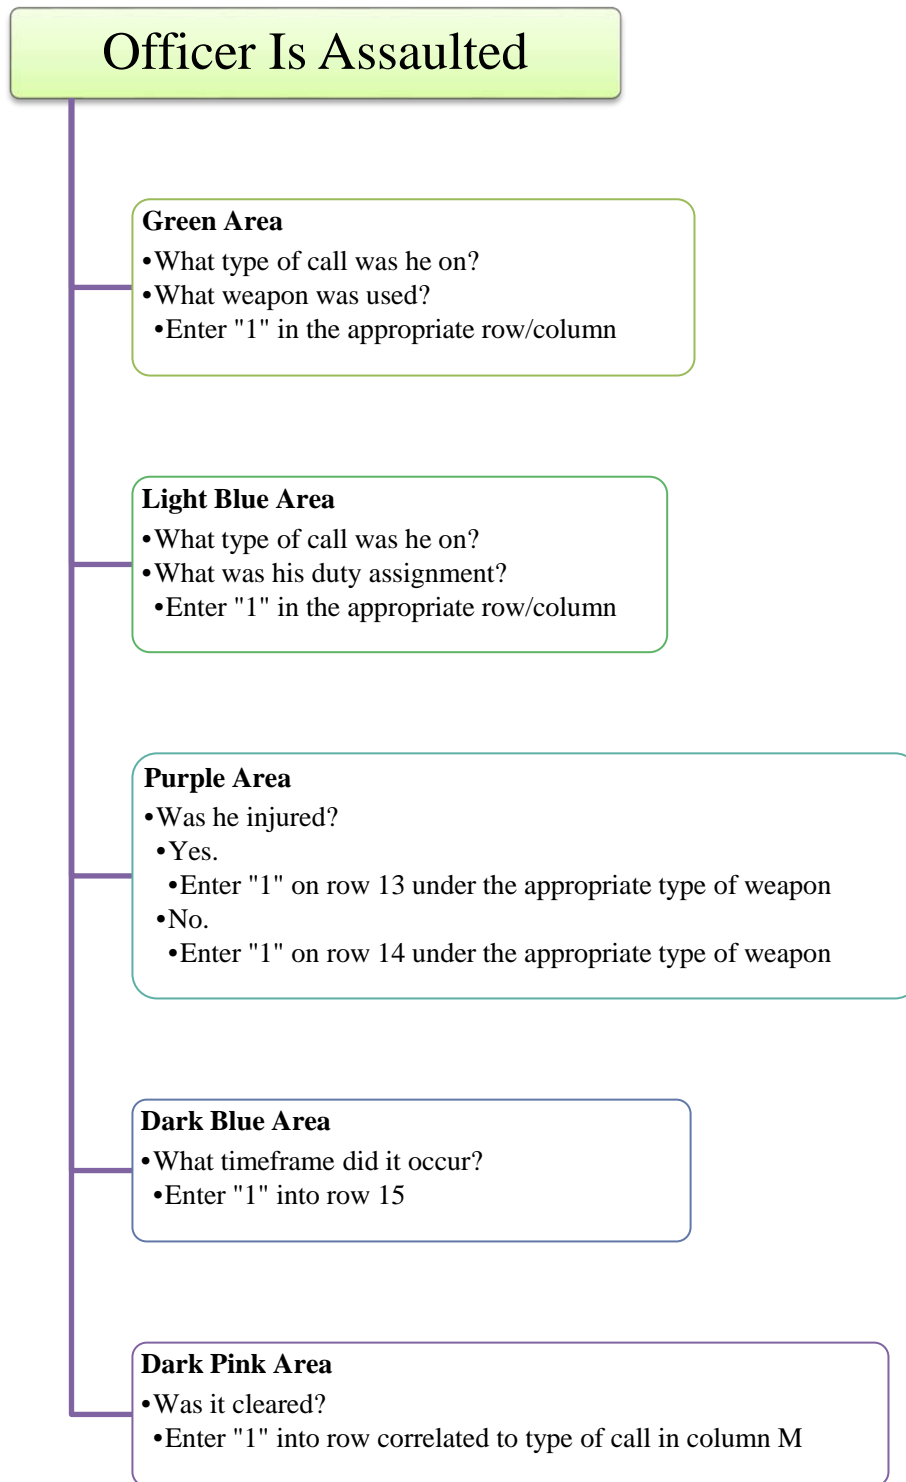 Officer Is Assaulted
Green Area
•What type of call was he on?
•What weapon was used?
•Enter "1" in the appropriate row/column
Light Blue Area
•What type of call was he on?
•What was his duty assignment?
•Enter "1" in the appropriate row/column
Purple Area
•Was he injured?
•Yes.
•Enter "1" on row 13 under the appropriate type of weapon
•No.
•Enter "1" on row 14 under the appropriate type of weapon
Dark Blue Area
•What timeframe did it occur?
•Enter "1" into row 15
Dark Pink Area
•Was it cleared?
•Enter "1" into row correlated to type of call in column M